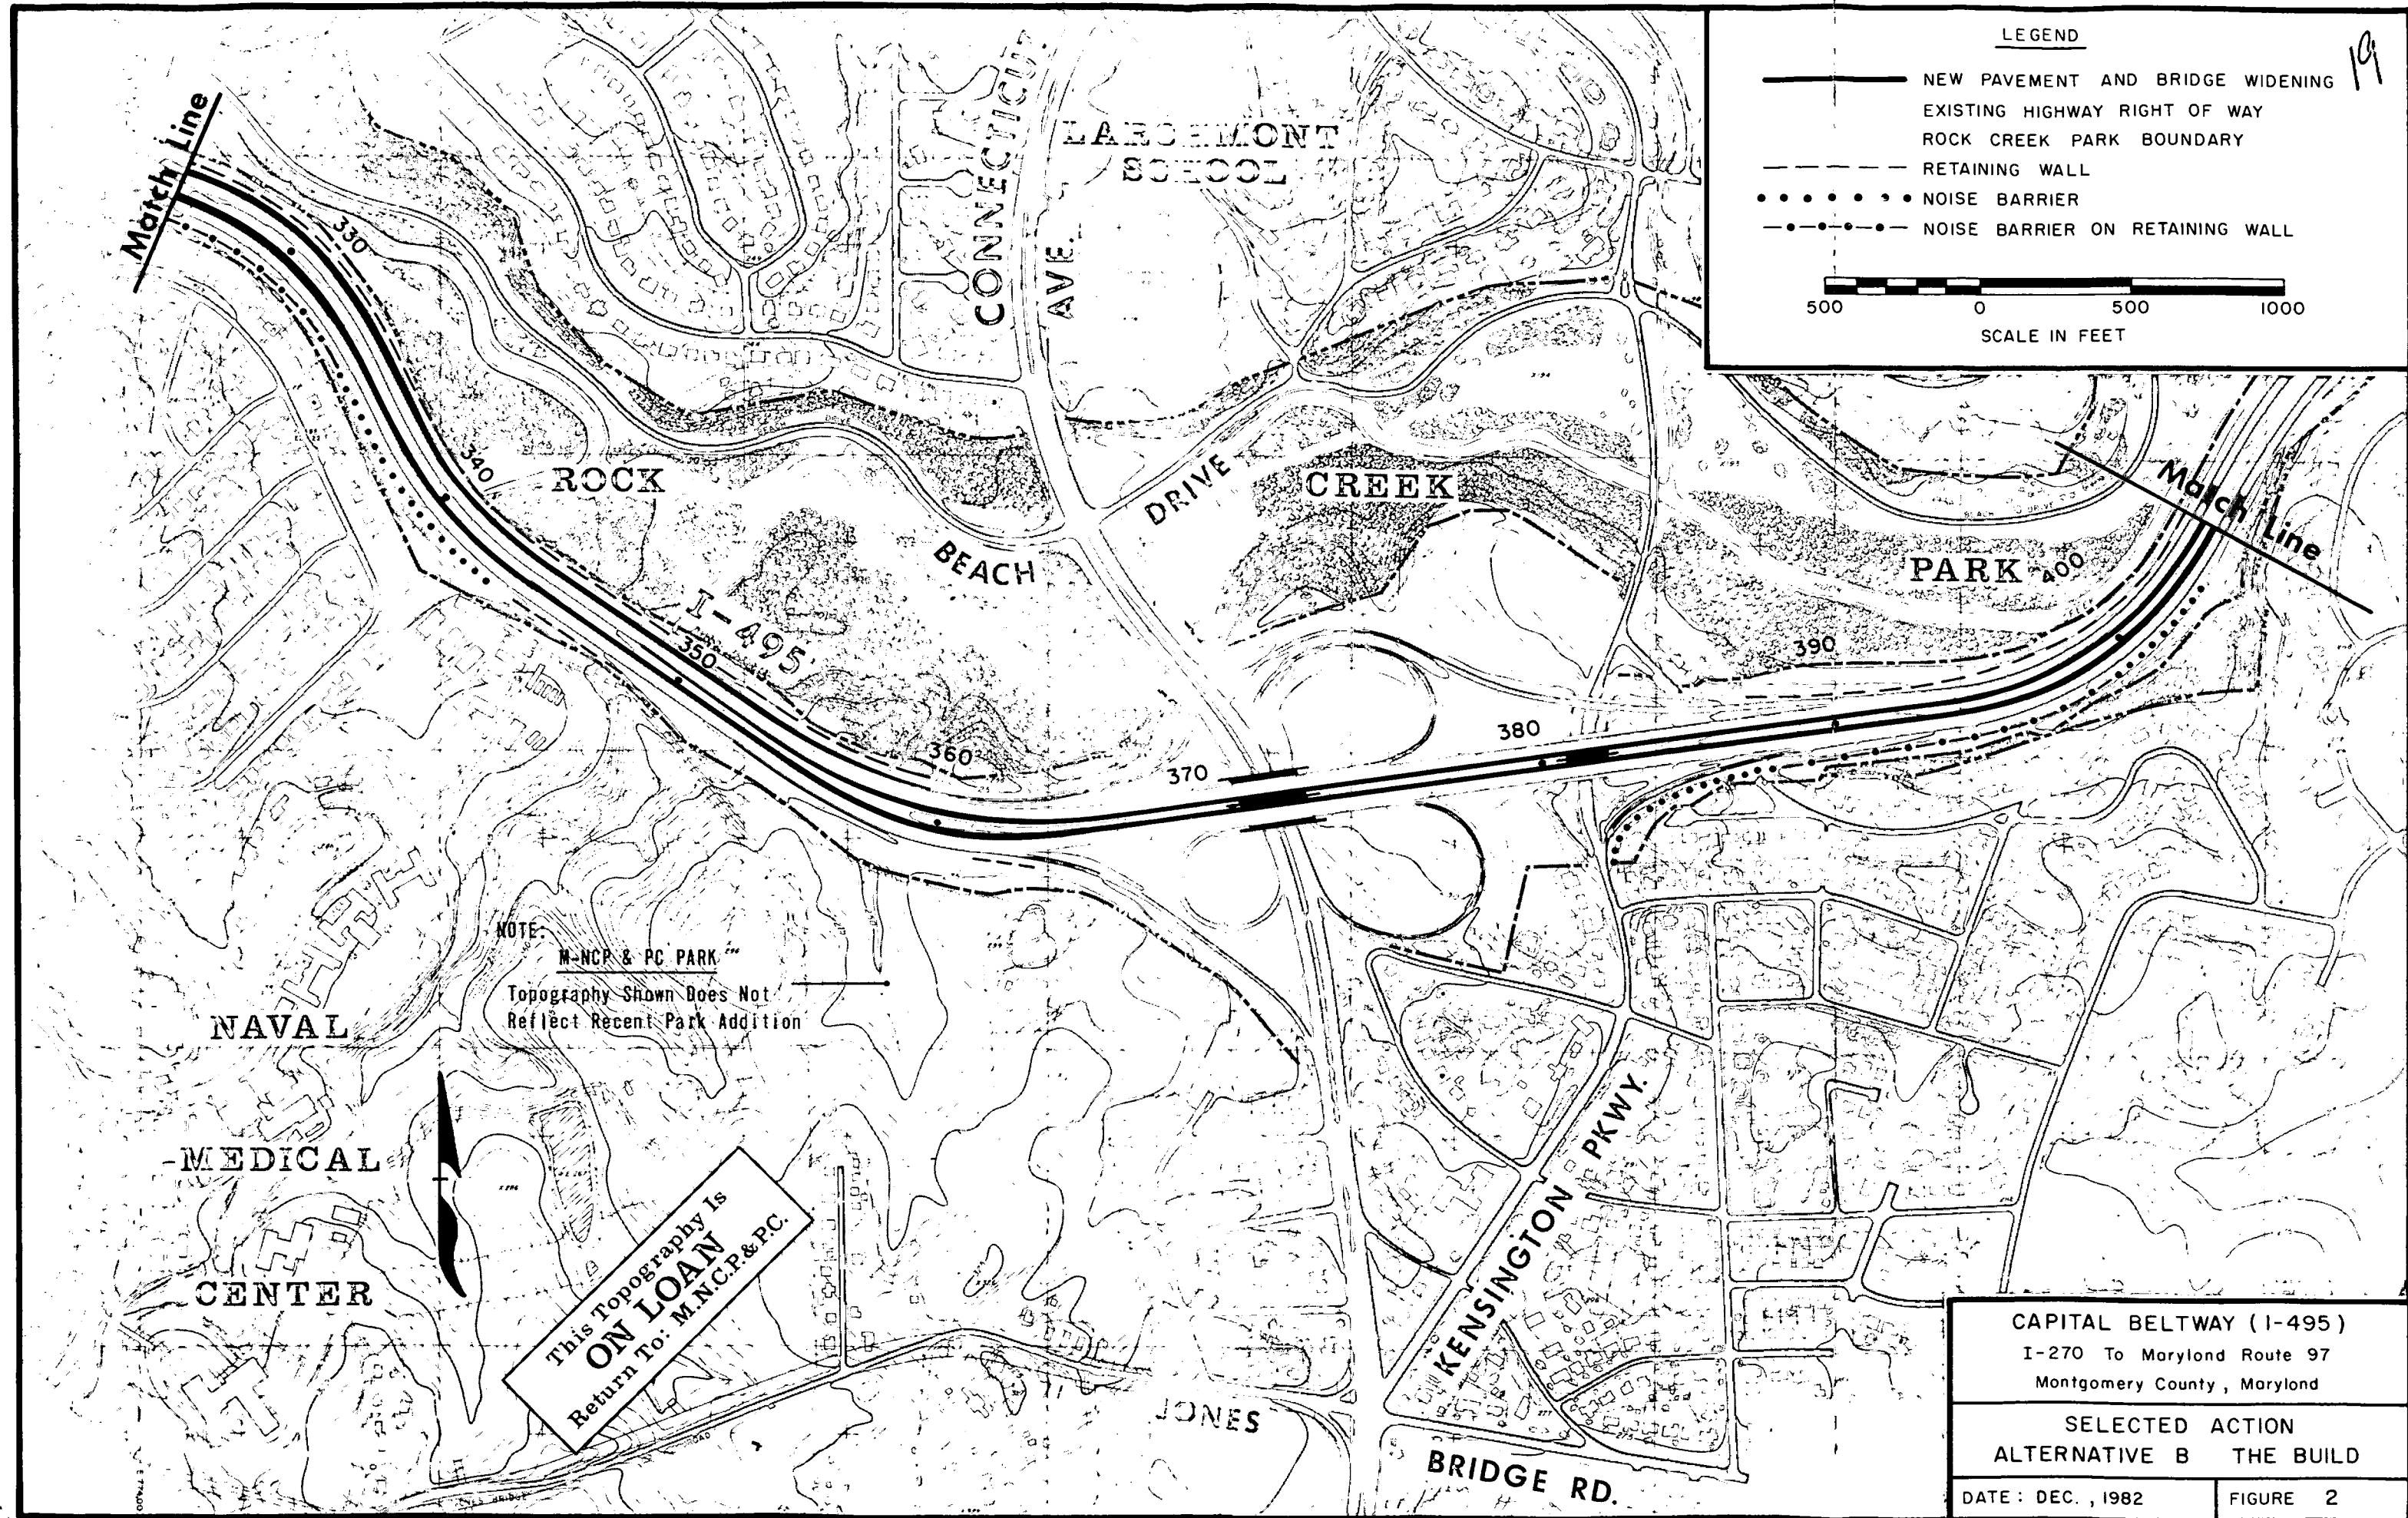 LEGEND
NEW PAVEMENT AND BRIDGE WIDENING
EXISTING HIGHWAY RIGHT OF WAY
ROCK CREEK PARK BOUNDARY
RETAINING WALL
NOISE BARRIER
NOISE BARRIER ON RETAINING WALL
500 0 500 1000
SCALE IN FEET
19
Match Line
330
CONNECTICUT
AVE.
LARCHMONT
SCHOOL
340
ROCK
BEACH
DRIVE
CREEK
PARK
400
Match Line
BEACH DRIVE
I-495
350
360
370
380
390
NOTE:
M-NCP & PC PARK
Topography Shown Does Not
Reflect Recent Park Addition
NAVAL
MEDICAL
CENTER
This Topography Is
ON LOAN
Return To: M.N.C.P.&P.C.
KENSINGTON PKWY.
JONES
BRIDGE RD.
CAPITAL BELTWAY (I-495)
I-270 To Maryland Route 97
Montgomery County, Maryland
SELECTED ACTION
ALTERNATIVE B THE BUILD
DATE: DEC., 1982
FIGURE 2